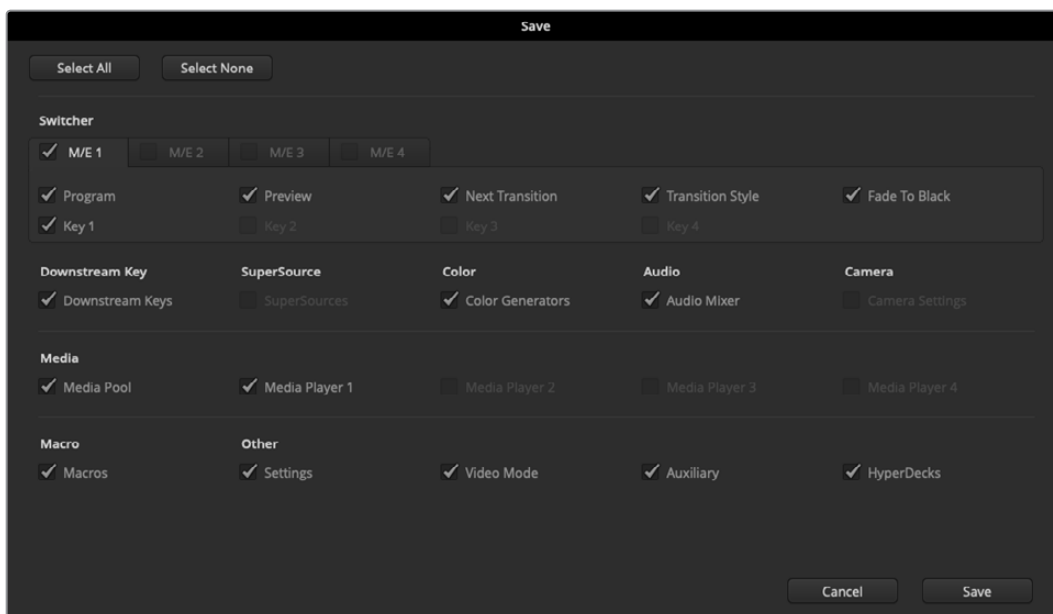 Save
Select All Select None
Switcher
M/E 1 M/E 2 M/E 3 M/E 4
Program Preview Next Transition Transition Style Fade To Black
Key 1 Key 2 Key 3 Key 4
Downstream Key SuperSource Color Audio Camera
Downstream Keys SuperSources Color Generators Audio Mixer Camera Settings
Media
Media Pool Media Player 1 Media Player 2 Media Player 3 Media Player 4
Macro Other
Macros Settings Video Mode Auxiliary HyperDecks
Cancel Save